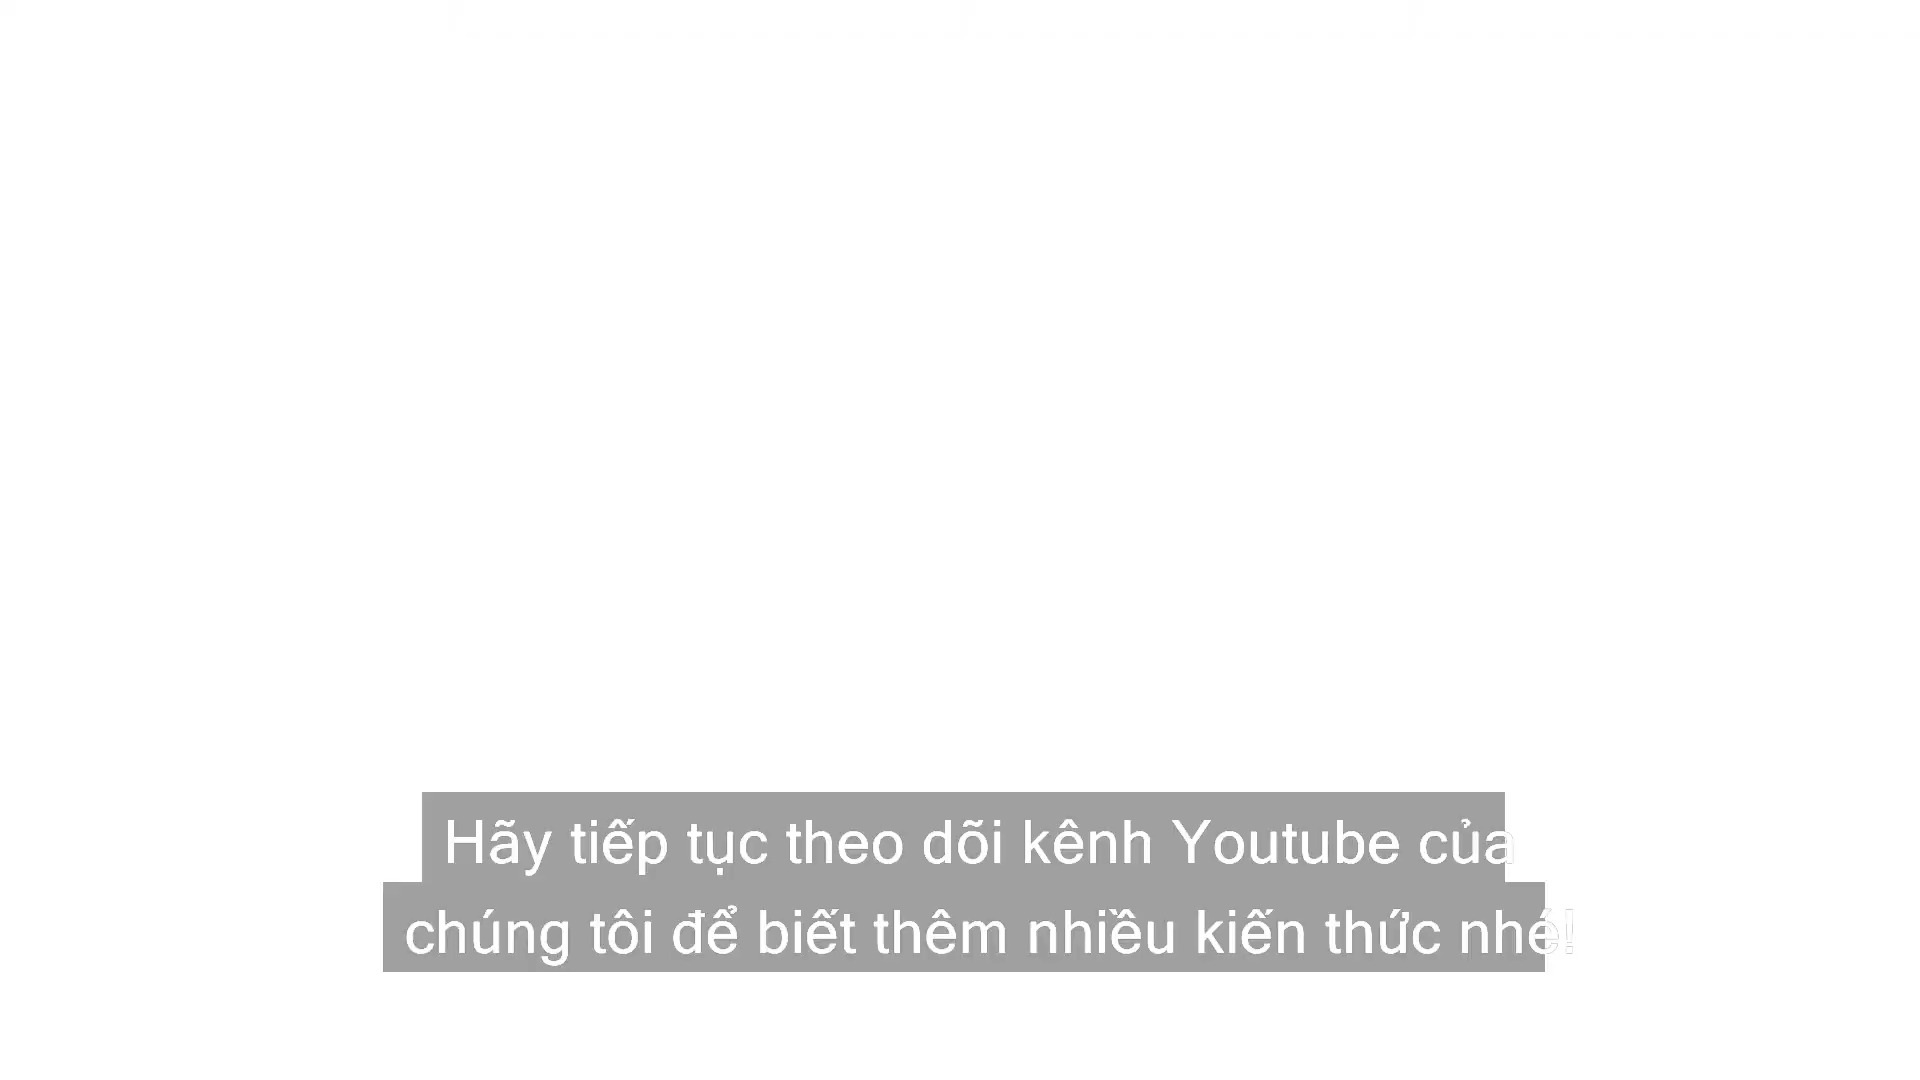 Hãy tiếp tục theo dõi kênh Youtube của
chúng tôi để biết thêm nhiều kiến thức nhé!